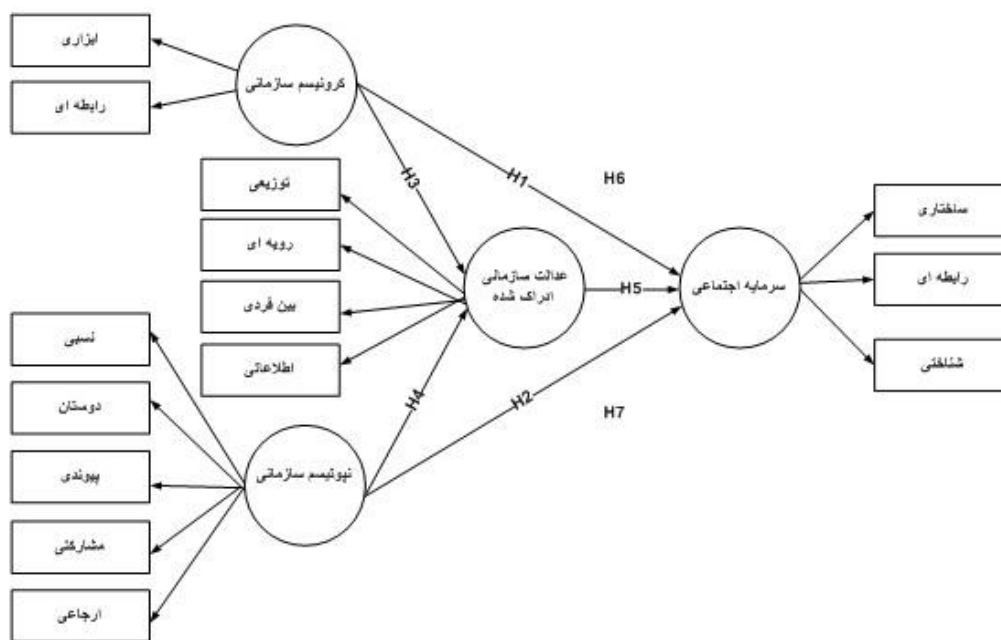 ابزاری
رابطه ای
کرونیسم سازمانی
H1
H6
H3
توزیعی
رویه ای
بین فردی
اطلاعاتی
عدالت سازمانی
ادراک شده
H5
سرمایه اجتماعی
ساختاری
رابطه ای
شناختی
H4
H2
H7
نپوتیسم سازمانی
نسبی
دوستان
پیوندی
مشارکتی
ارجاعی